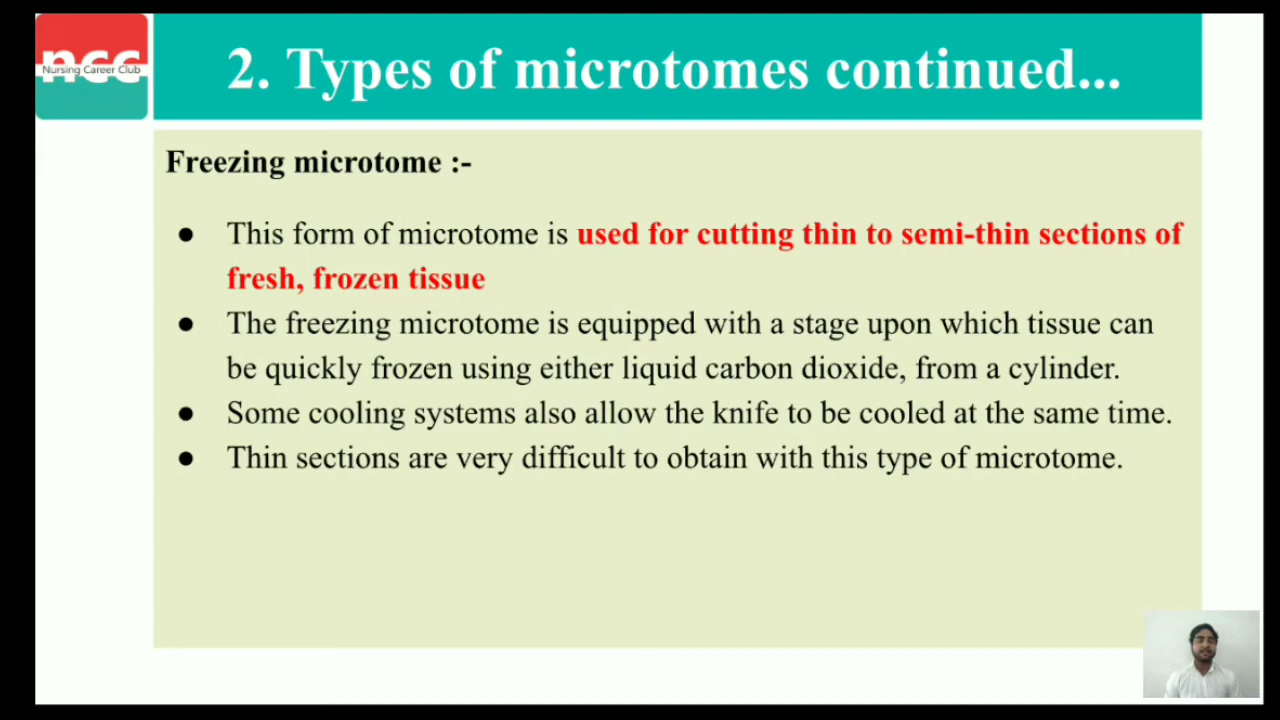 ncc
Nursing Career Club
2. Types of microtomes continued...
Freezing microtome :-
● This form of microtome is used for cutting thin to semi-thin sections of
fresh, frozen tissue
● The freezing microtome is equipped with a stage upon which tissue can
be quickly frozen using either liquid carbon dioxide, from a cylinder.
● Some cooling systems also allow the knife to be cooled at the same time.
● Thin sections are very difficult to obtain with this type of microtome.